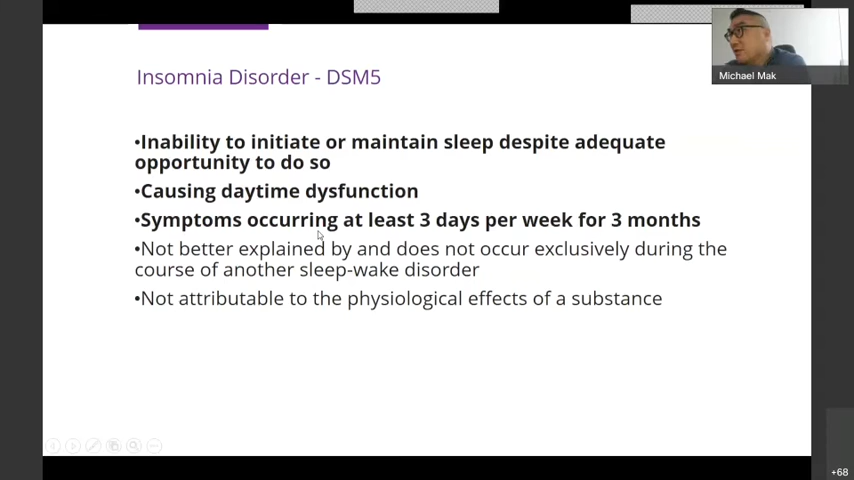 Michael Mak
Insomnia Disorder - DSM5
•Inability to initiate or maintain sleep despite adequate
opportunity to do so
•Causing daytime dysfunction
•Symptoms occurring at least 3 days per week for 3 months
•Not better explained by and does not occur exclusively during the
course of another sleep-wake disorder
•Not attributable to the physiological effects of a substance
+68